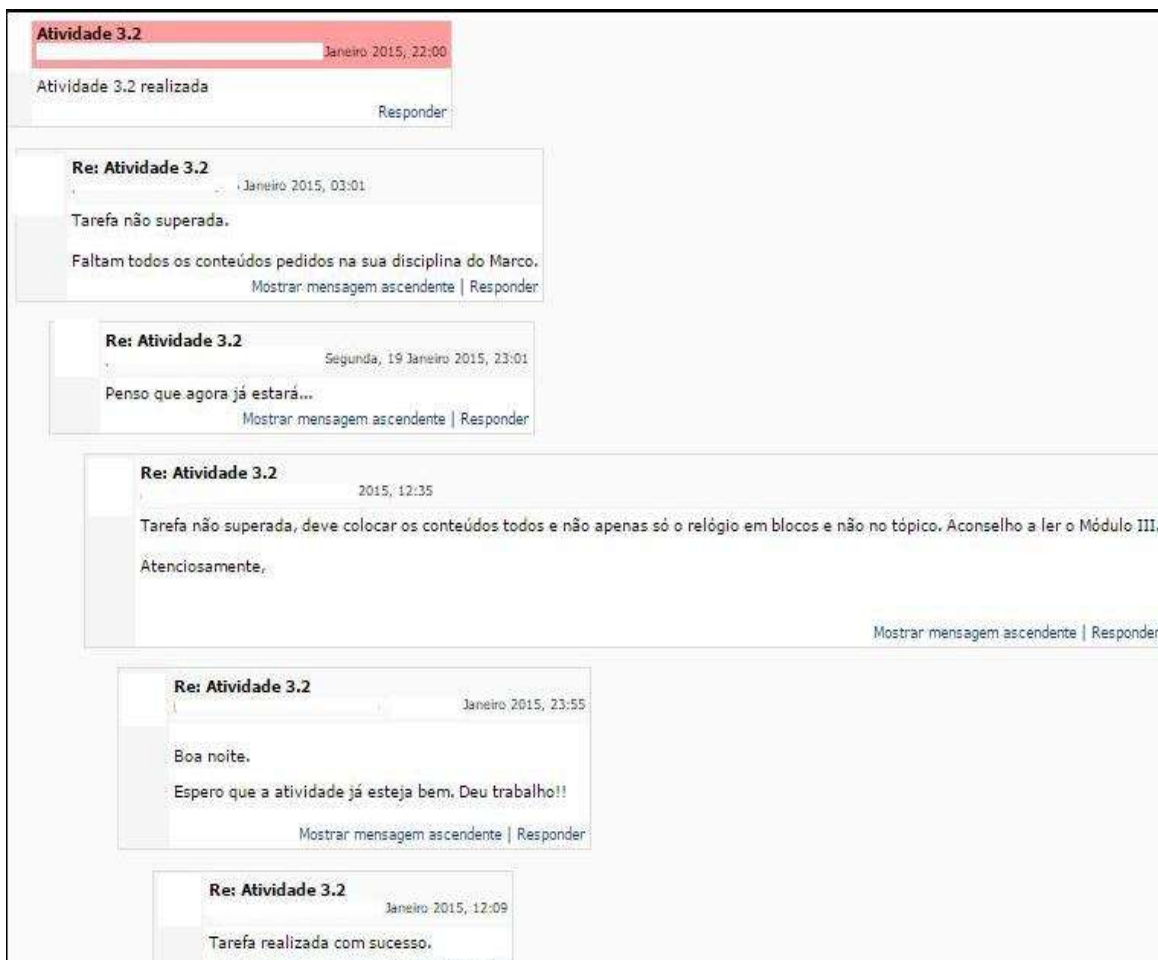 Atividade 3.2
Janeiro 2015, 22:00
Atividade 3.2 realizada
Responder
Re: Atividade 3.2
Janeiro 2015, 03:01
Tarefa não superada.
Faltam todos os conteúdos pedidos na sua disciplina do Marco.
Mostrar mensagem ascendente | Responder
Re: Atividade 3.2
Segunda, 19 Janeiro 2015, 23:01
Penso que agora já estará...
Mostrar mensagem ascendente | Responder
Re: Atividade 3.2
2015, 12:35
Tarefa não superada, deve colocar os conteúdos todos e não apenas só o relógio em blocos e não no tópico. Aconselho a ler o Módulo III.
Atenciosamente,
Mostrar mensagem ascendente | Responder
Re: Atividade 3.2
Janeiro 2015, 23:55
Boa noite.
Espero que a atividade já esteja bem. Deu trabalho!!
Mostrar mensagem ascendente | Responder
Re: Atividade 3.2
Janeiro 2015, 12:09
Tarefa realizada com sucesso.